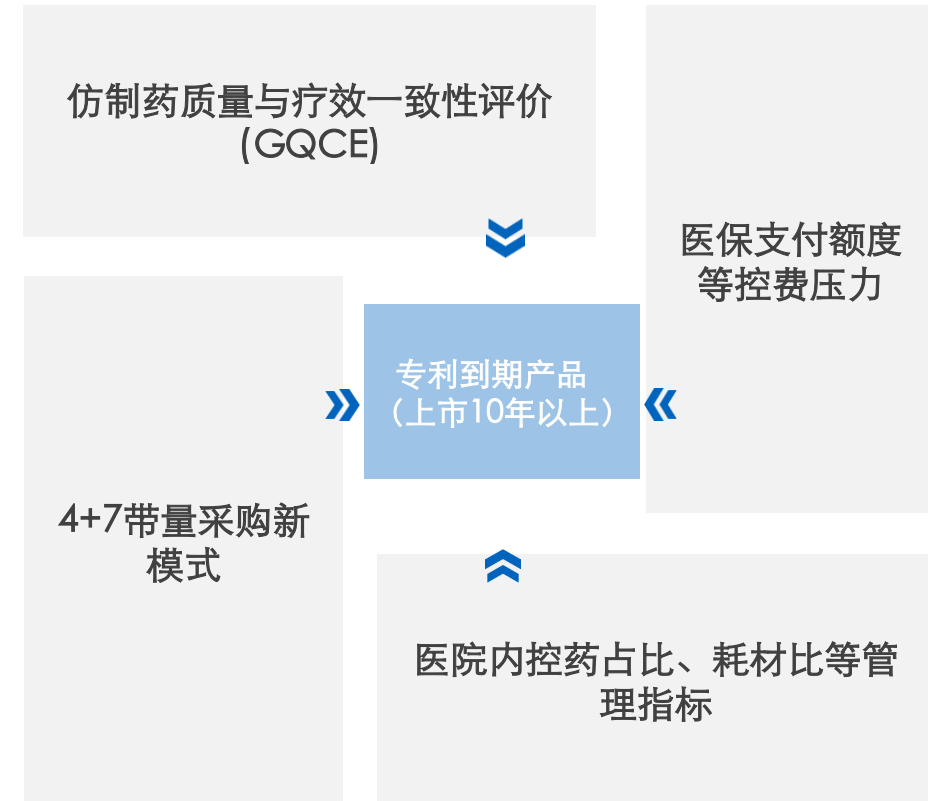 仿制药质量与疗效一致性评价
(GQCE)
医保支付额度
等控费压力
专利到期产品
（上市10年以上）
4+7带量采购新
模式
医院内控药占比、耗材比等管
理指标